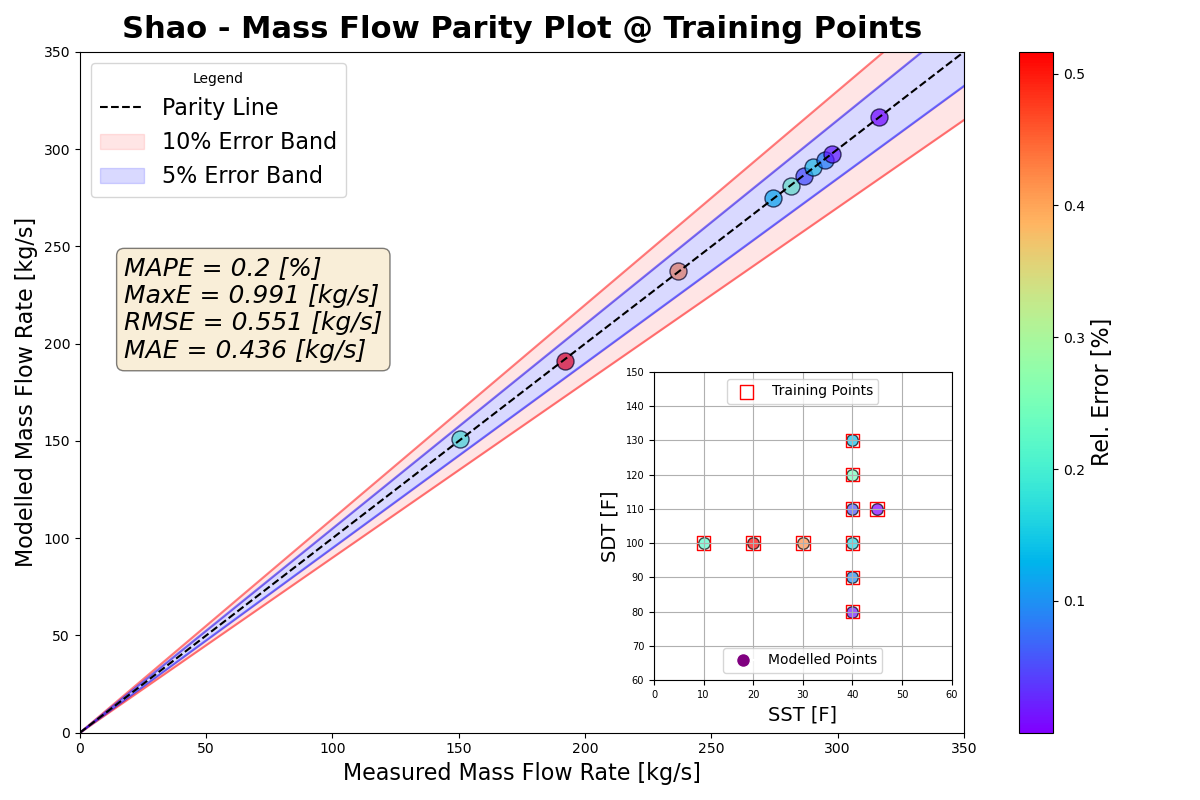 Shao - Mass Flow Parity Plot @ Training Points
Legend
Parity Line
10% Error Band
5% Error Band
MAPE = 0.2 [%]
MaxE = 0.991 [kg/s]
RMSE = 0.551 [kg/s]
MAE = 0.436 [kg/s]
Modelled Mass Flow Rate [kg/s]
350
300
250
200
150
100
50
0
0 50 100 150 200 250 300 350
Measured Mass Flow Rate [kg/s]
Training Points
Modelled Points
SDT [F]
150
140
130
120
110
100
90
80
70
60
0 10 20 30 40 50 60
SST [F]
0.5
0.4
0.3
0.2
0.1
Rel. Error [%]